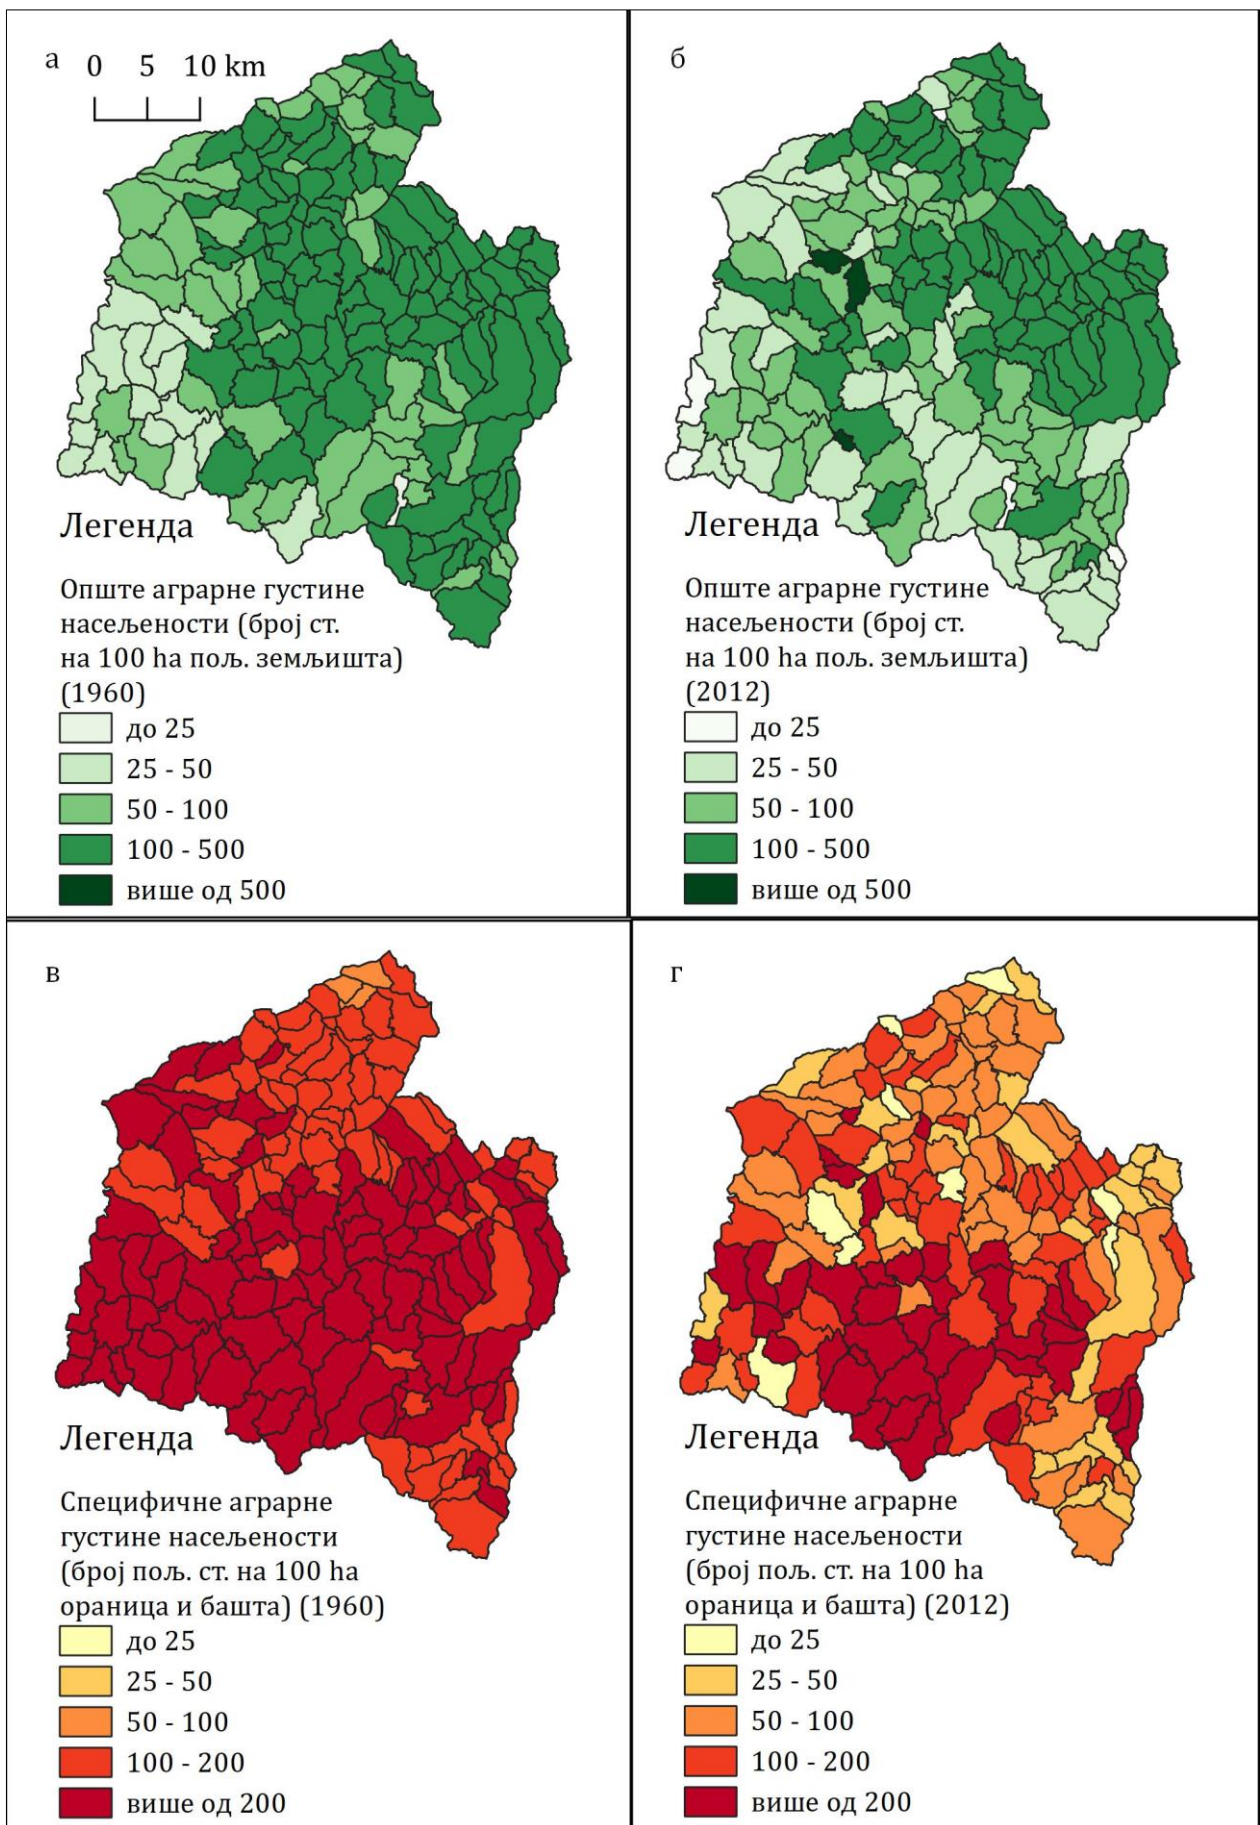 а
0 5 10 km
Легенда
Опште аграрне густине
насељености (број ст.
на 100 ha пољ. земљишта)
(1960)
до 25
25 - 50
50 - 100
100 - 500
више од 500
б
Легенда
Опште аграрне густине
насељености (број ст.
на 100 ha пољ. земљишта)
(2012)
до 25
25 - 50
50 - 100
100 - 500
више од 500
в
Легенда
Специфичне аграрне
густине насељености
(број пољ. ст. на 100 ha
ораница и башта) (1960)
до 25
25 - 50
50 - 100
100 - 200
више од 200
г
Легенда
Специфичне аграрне
густине насељености
(број пољ. ст. на 100 ha
ораница и башта) (2012)
до 25
25 - 50
50 - 100
100 - 200
више од 200